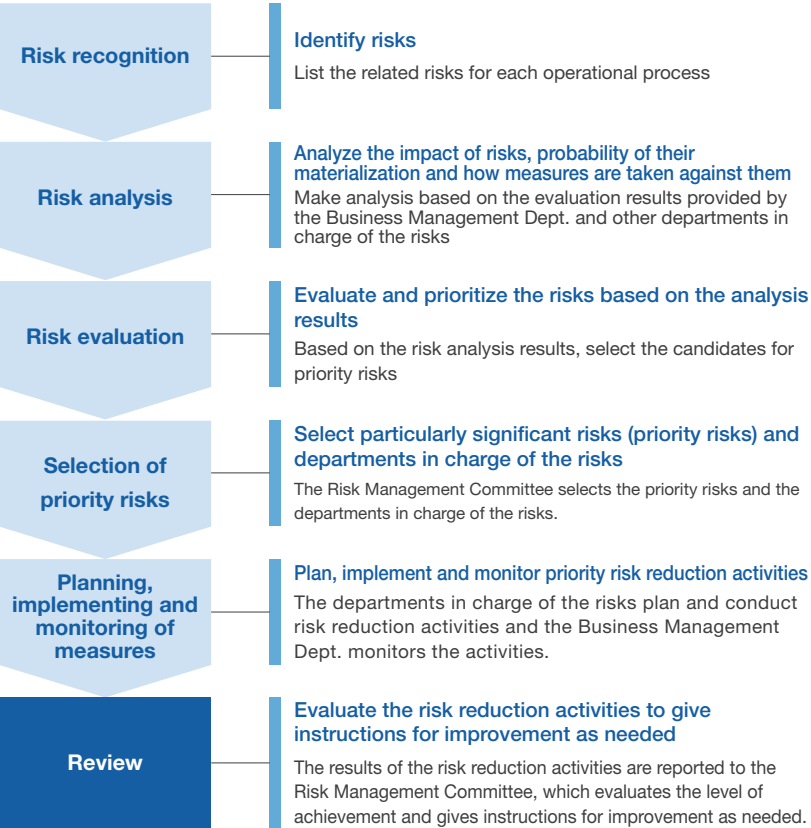 Risk recognition
Identify risks
List the related risks for each operational process
Risk analysis
Analyze the impact of risks, probability of their
materialization and how measures are taken against them
Make analysis based on the evaluation results provided by
the Business Management Dept. and other departments in
charge of the risks
Risk evaluation
Evaluate and prioritize the risks based on the analysis
results
Based on the risk analysis results, select the candidates for
priority risks
Selection of
priority risks
Select particularly significant risks (priority risks) and
departments in charge of the risks
The Risk Management Committee selects the priority risks and the
departments in charge of the risks.
Planning,
implementing and
monitoring of
measures
Plan, implement and monitor priority risk reduction activities
The departments in charge of the risks plan and conduct
risk reduction activities and the Business Management
Dept. monitors the activities.
Review
Evaluate the risk reduction activities to give
instructions for improvement as needed
The results of the risk reduction activities are reported to the
Risk Management Committee, which evaluates the level of
achievement and gives instructions for improvement as needed.